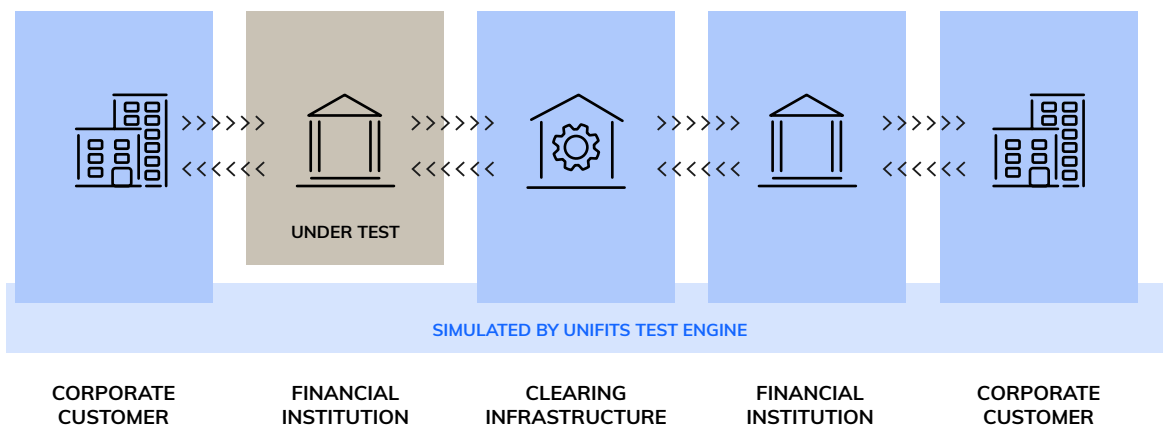 UNDER TEST
SIMULATED BY UNIFITS TEST ENGINE
CORPORATE
CUSTOMER
FINANCIAL
INSTITUTION
CLEARING
INFRASTRUCTURE
FINANCIAL
INSTITUTION
CORPORATE
CUSTOMER